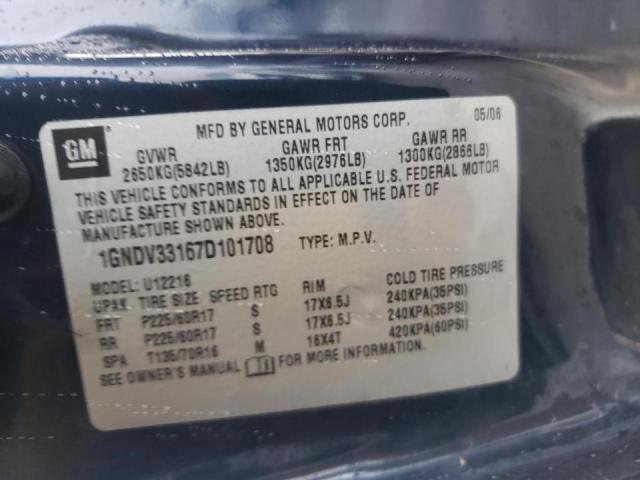 GM
MFD BY GENERAL MOTORS CORP. 05/06
GVWR GAWR FRT GAWR RR
2650KG(5842LB) 1350KG(2976LB) 1300KG(2866LB)
THIS VEHICLE CONFORMS TO ALL APPLICABLE U.S. FEDERAL MOTOR
VEHICLE SAFETY STANDARDS IN EFFECT ON THE DATE OF
MANUFACTURE SHOWN ABOVE.
1GNDV33167D101708 TYPE: M.P.V.
MODEL: U12216
UPAK TIRE SIZE SPEED RTG RIM COLD TIRE PRESSURE
FRT P225/60R17 S 17X6.5J 240KPA(35PSI)
RR P225/60R17 S 17X6.5J 240KPA(35PSI)
SPA T135/70R16 M 16X4T 420KPA(60PSI)
SEE OWNER'S MANUAL FOR ADDITIONAL INFORMATION.